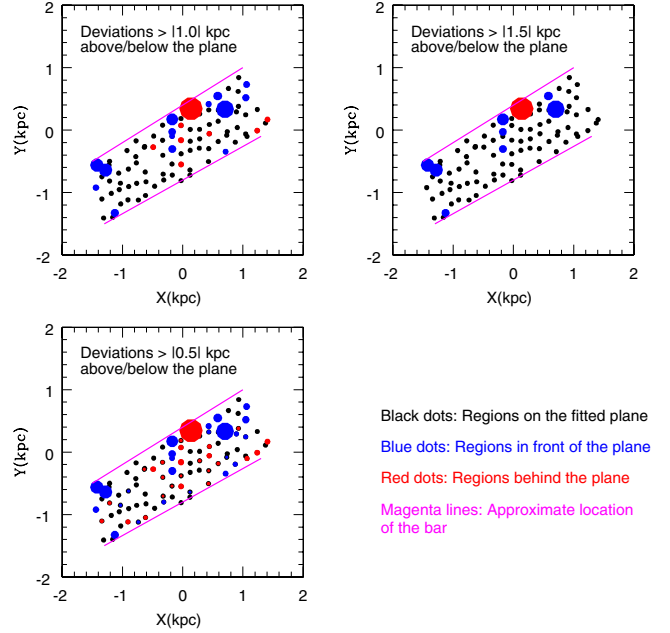 Deviations > |1.0| kpc
above/below the plane
2
1
0
-1
-2
Y(kpc)
-2
-1
0
1
2
X(kpc)
Deviations > |1.5| kpc
above/below the plane
2
1
0
-1
-2
Y(kpc)
-2
-1
0
1
2
X(kpc)
Deviations > |0.5| kpc
above/below the plane
2
1
0
-1
-2
Y(kpc)
-2
-1
0
1
2
X(kpc)
Black dots: Regions on the fitted plane
Blue dots: Regions in front of the plane
Red dots: Regions behind the plane
Magenta lines: Approximate location
of the bar